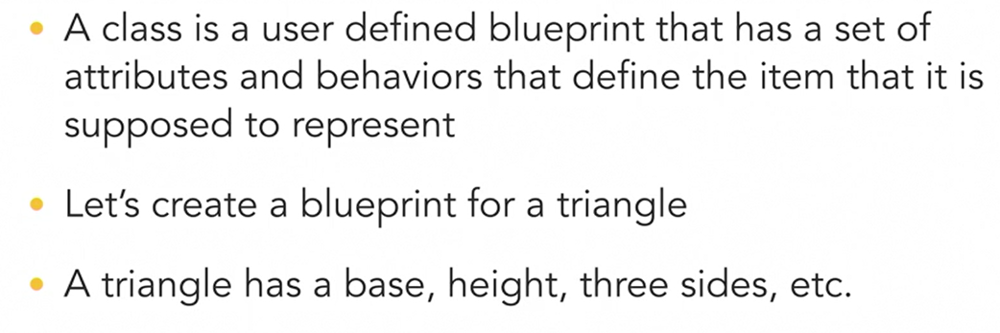 • A class is a user defined blueprint that has a set of
attributes and behaviors that define the item that it is
supposed to represent
• Let’s create a blueprint for a triangle
• A triangle has a base, height, three sides, etc.